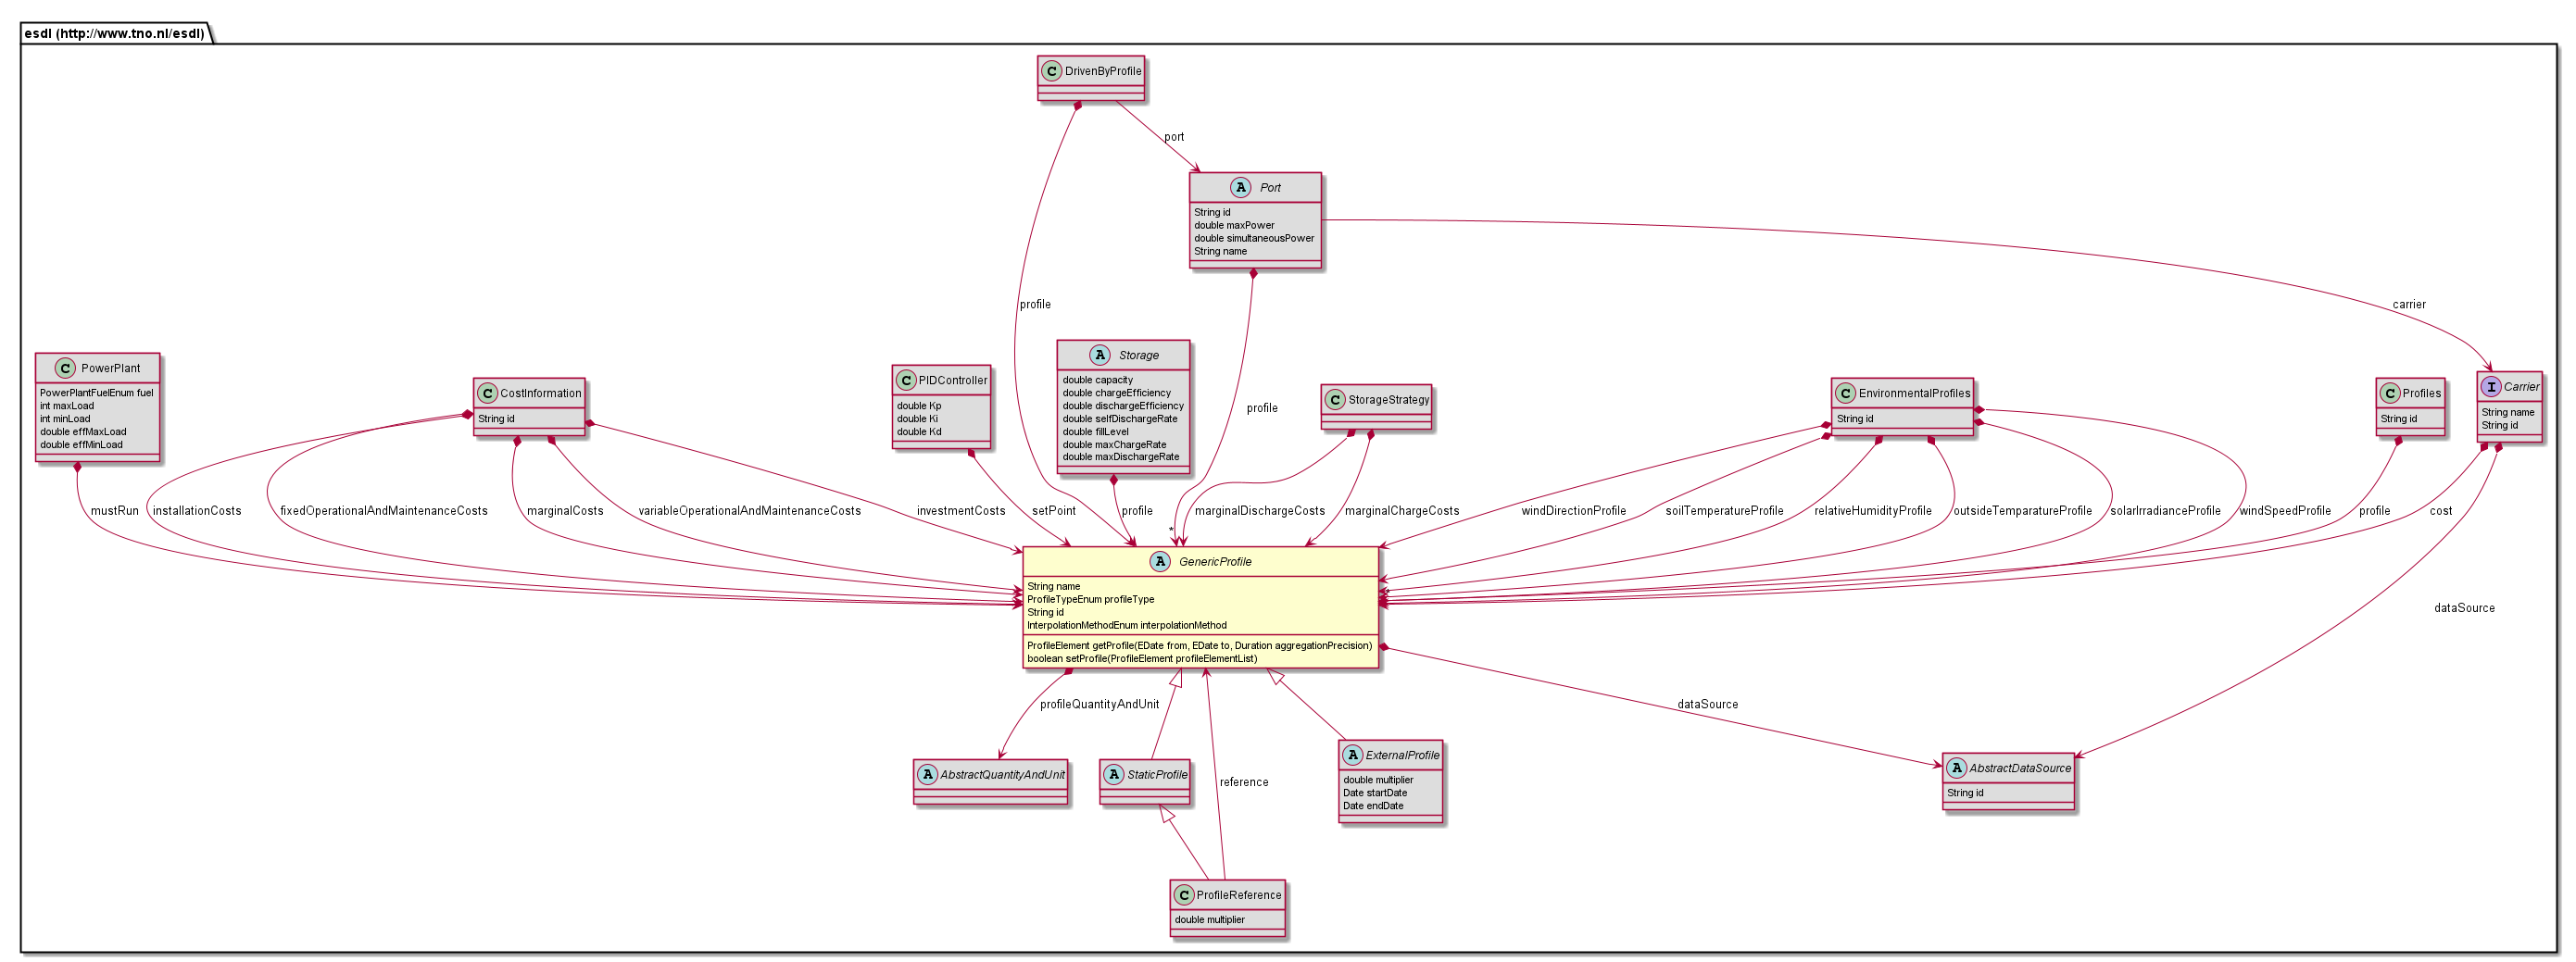 esdl (http://www.tno.nl/esdl)
C DrivenByProfile
port
A Port
String id
double maxPower
double simultaneousPower
String name
profile
carrier
C PowerPlant
PowerPlantFuelEnum fuel
int maxLoad
int minLoad
double effMaxLoad
double effMinLoad
C CostInformation
String id
C PIDController
double Kp
double Ki
double Kd
A Storage
double capacity
double chargeEfficiency
double dischargeEfficiency
double selfDischargeRate
double fillLevel
double maxChargeRate
double maxDischargeRate
profile
C StorageStrategy
C EnvironmentalProfiles
String id
C Profiles
String id
I Carrier
String name
String id
mustRun
installationCosts
fixedOperationalAndMaintenanceCosts
marginalCosts
variableOperationalAndMaintenanceCosts
investmentCosts
setPoint
profile
*
marginalDischargeCosts
marginalChargeCosts
windDirectionProfile
soilTemperatureProfile
relativeHumidityProfile
outsideTemparatureProfile
solarIrradianceProfile
windSpeedProfile
profile
*
cost
A GenericProfile
String name
ProfileTypeEnum profileType
String id
InterpolationMethodEnum interpolationMethod
ProfileElement getProfile(EDate from, EDate to, Duration aggregationPrecision)
boolean setProfile(ProfileElement profileElementList)
dataSource
profileQuantityAndUnit
dataSource
reference
A AbstractQuantityAndUnit
A StaticProfile
A ExternalProfile
double multiplier
Date startDate
Date endDate
A AbstractDataSource
String id
C ProfileReference
double multiplier